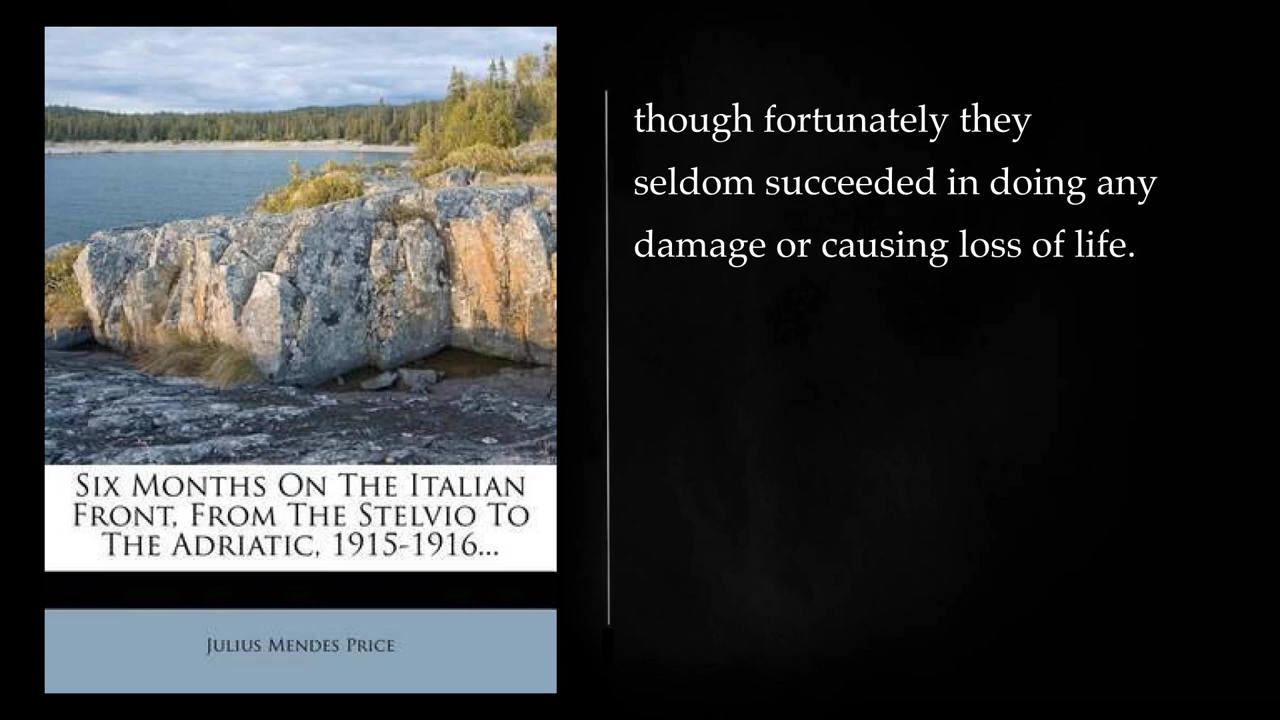 SIX MONTHS ON THE ITALIAN
FRONT, FROM THE STELVIO TO
THE ADRIATIC, 1915-1916...
JULIUS MENDES PRICE
though fortunately they
seldom succeeded in doing any
damage or causing loss of life.